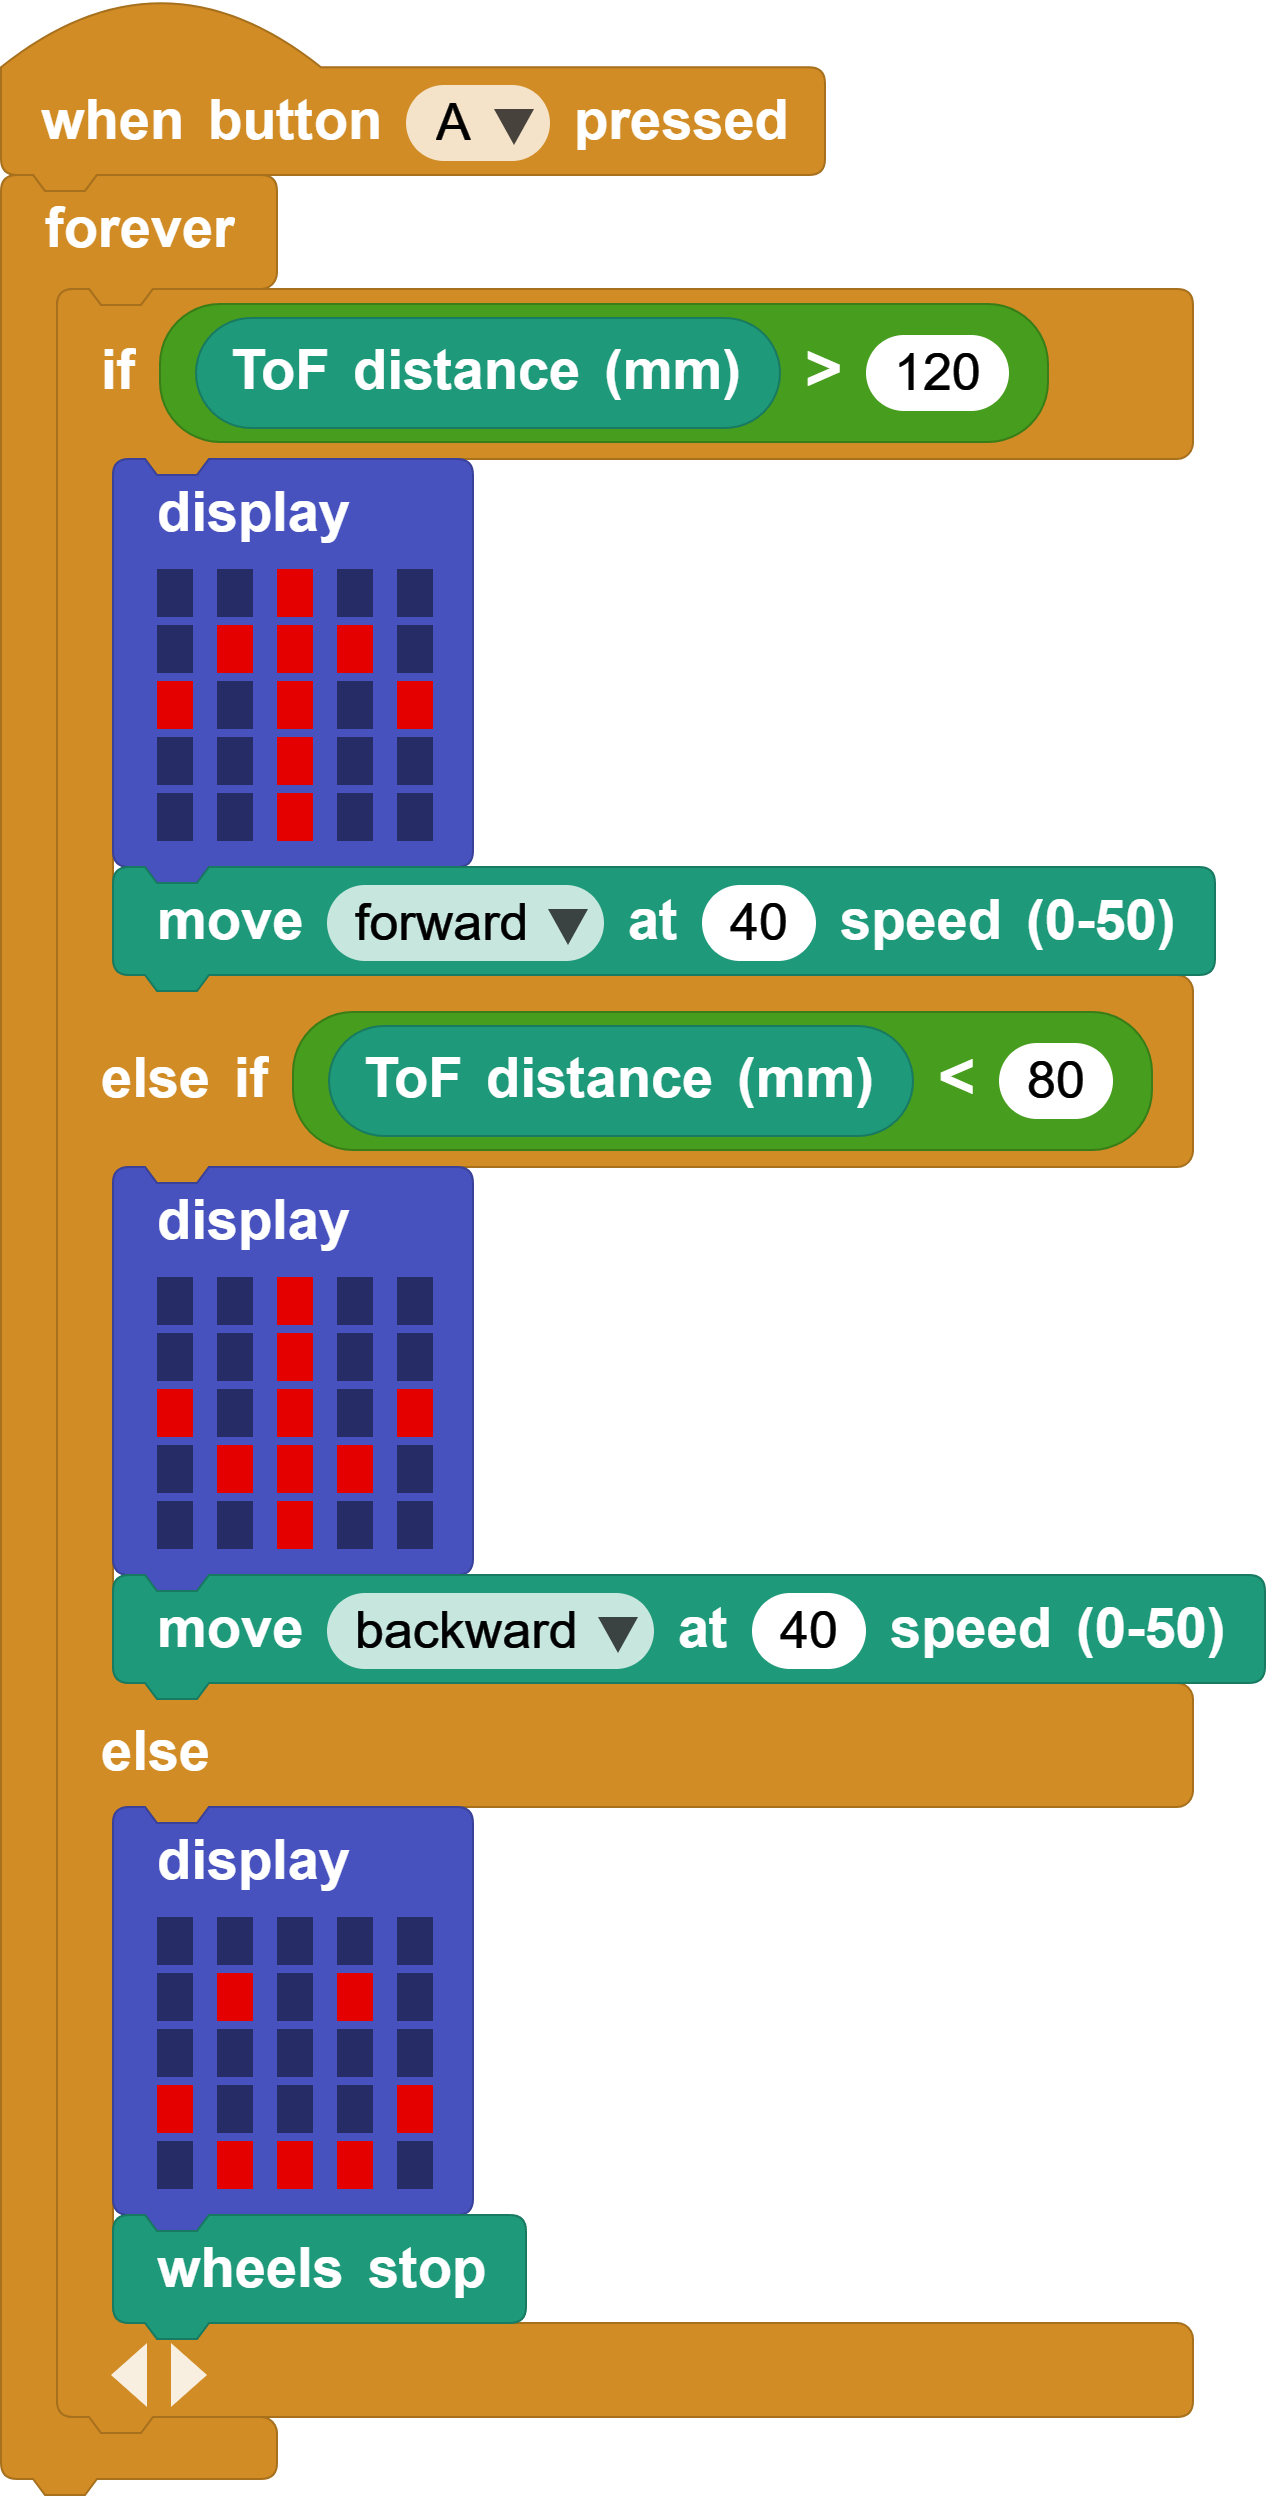 when button A pressed
forever
if ToF distance (mm) > 120
display
move forward at 40 speed (0-50)
else if ToF distance (mm) < 80
display
move backward at 40 speed (0-50)
else
display
wheels stop